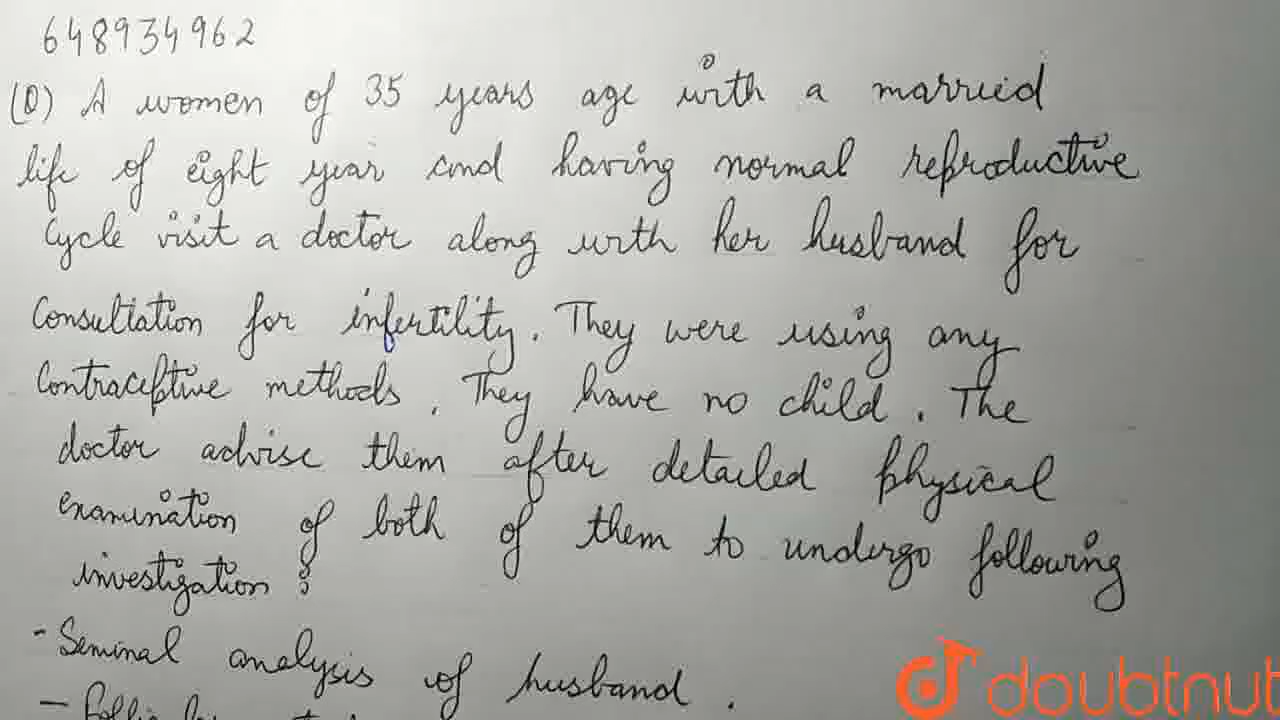 648934962
(Q) A women of 35 years age with a married
life of eight year and having normal reproductive
cycle visit a doctor along with her husband for
Consultation for infertility. They were using any
Contraceptive methods. They have no child. The
doctor advise them after detailed physical
examination of both of them to undergo following
investigation :
- Seminal analysis of husband.
-
doubtnut